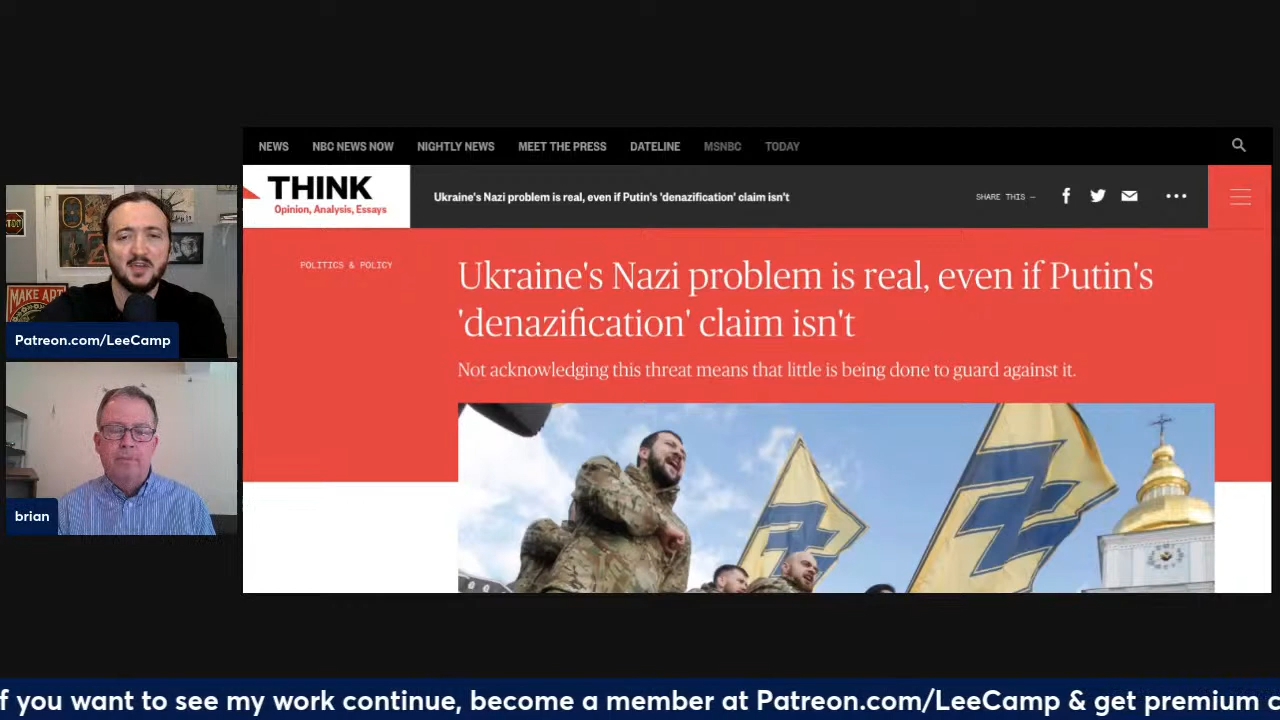 NEWS NBC NEWS NOW NIGHTLY NEWS MEET THE PRESS DATELINE MSNBC TODAY
THINK
Opinion, Analysis, Essays
Ukraine's Nazi problem is real, even if Putin's 'denazification' claim isn't
SHARE THIS —
POLITICS & POLICY
Ukraine's Nazi problem is real, even if Putin's
'denazification' claim isn't
Not acknowledging this threat means that little is being done to guard against it.
MAKE ART
Patreon.com/LeeCamp
brian
f you want to see my work continue, become a member at Patreon.com/LeeCamp & get premium c